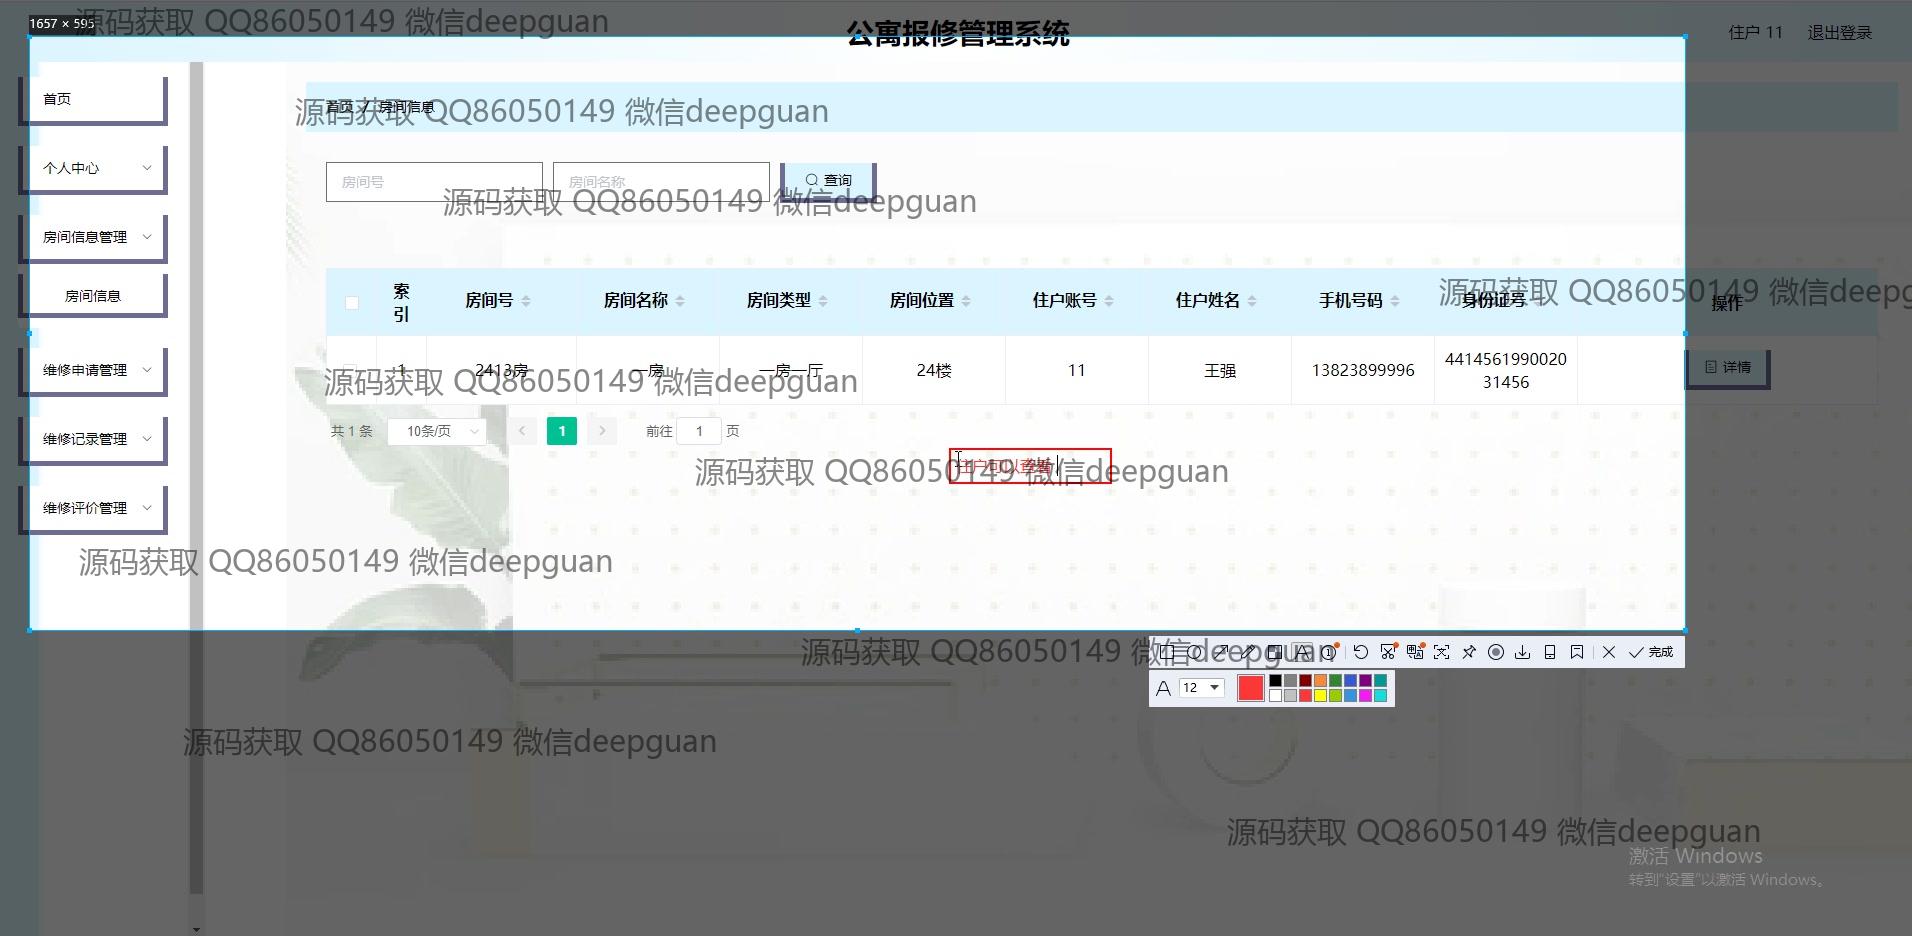 1657 × 595
源码获取 QQ86050149 微信deepguan
公寓报修管理系统
住户 11
退出登录
首页
个人中心
房间信息管理
房间信息
维修申请管理
维修记录管理
维修评价管理
首页 / 房间信息
源码获取 QQ86050149 微信deepguan
房间号
房间名称
查询
源码获取 QQ86050149 微信deepguan
索引
房间号
房间名称
房间类型
房间位置
住户账号
住户姓名
手机号码
身份证号
操作
源码获取 QQ86050149 微信deepg
1
2413房
一房
一房一厅
24楼
11
王强
13823899996
4414561990020
31456
详情
源码获取 QQ86050149 微信deepguan
共 1 条
10条/页
1
前往
1
页
住户可以查看
源码获取 QQ86050149 微信deepguan
源码获取 QQ86050149 微信deepguan
源码获取 QQ86050149 微信deepguan
完成
A
12
源码获取 QQ86050149 微信deepguan
源码获取 QQ86050149 微信deepguan
激活 Windows
转到"设置"以激活 Windows。